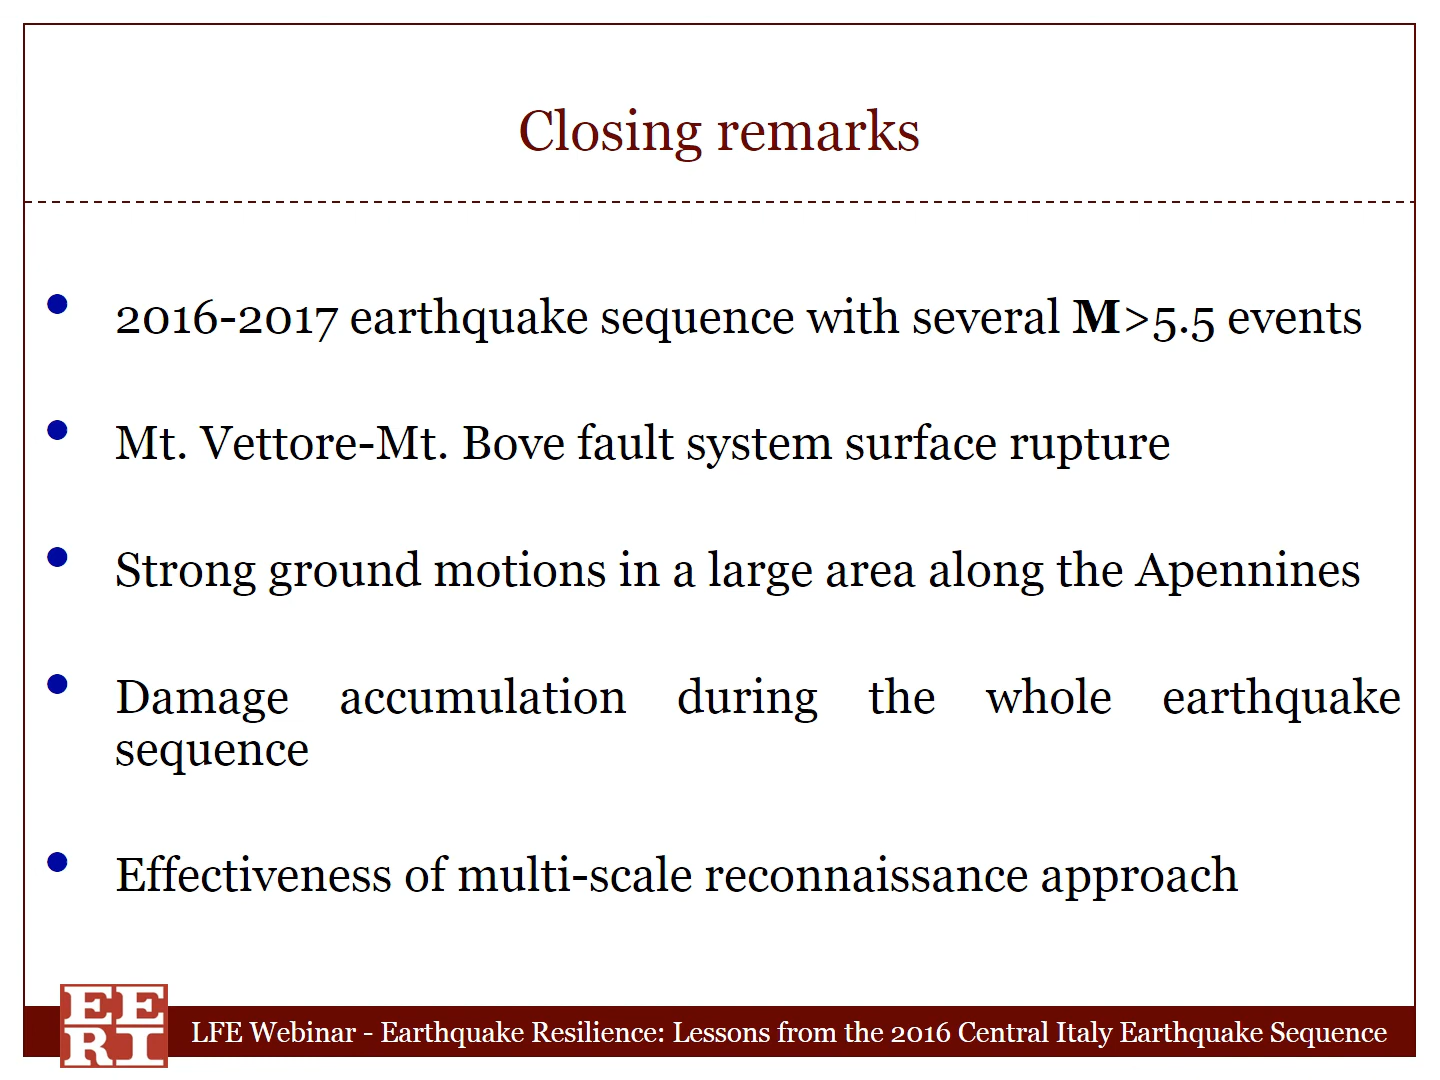 Closing remarks
• 2016-2017 earthquake sequence with several M>5.5 events
• Mt. Vettore-Mt. Bove fault system surface rupture
• Strong ground motions in a large area along the Apennines
• Damage accumulation during the whole earthquake
sequence
• Effectiveness of multi-scale reconnaissance approach
EE
RI
LFE Webinar - Earthquake Resilience: Lessons from the 2016 Central Italy Earthquake Sequence